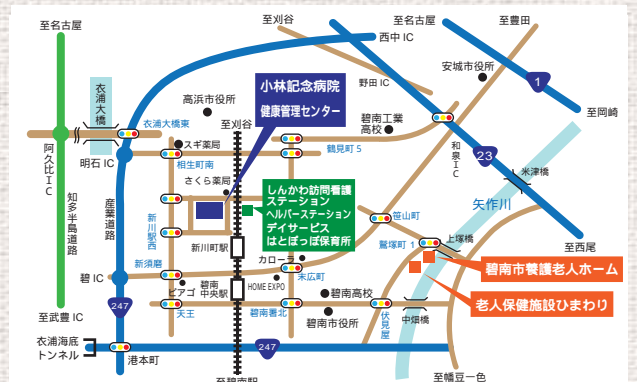 至名古屋
至刈谷
至名古屋
至豊田
西中 IC
野田 IC
安城市役所
1
至岡崎
衣浦大橋
高浜市役所
小林記念病院
健康管理センター
至刈谷
碧南工業
高校
衣浦大橋東
スギ薬局
鶴見町 5
和泉IC
23
米津橋
阿久比IC
明石 IC
相生町南
さくら薬局
しんかわ訪問看護
ステーション
ヘルパーステーション
デイサービス
はとぽっぽ保育所
矢作川
知多半島道路
産業道路
新川駅西
新川町駅
笹山町
上塚橋
鷲塚町 1
至西尾
新須磨
カローラ
碧南市養護老人ホーム
碧 IC
ピアゴ
碧南
中央駅
HOME EXPO
末広町
碧南高校
老人保健施設ひまわり
247
天王
碧南署北
碧南市役所
伏見屋
中畑橋
至武豊 IC
衣浦海底
トンネル
港本町
247
至碧南駅
至幡豆一色